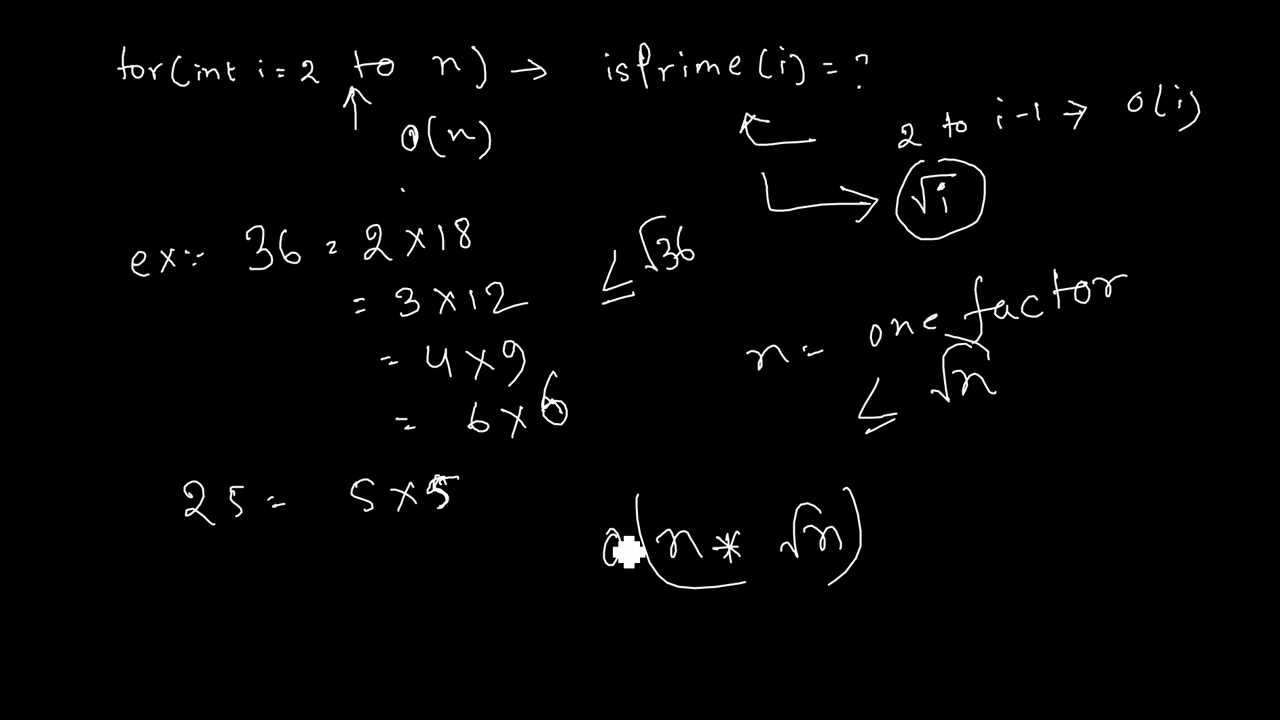 for(int i = 2 to n) → isPrime(i) = ?
↑
O(n)
2 to i-1 → O(i)
√i
ex:- 36 = 2 × 18
= 3 × 12
= 4 × 9
= 6 × 6
≤ √36
n = one factor
≤ √n
25 = 5 × 5
O(n * √n)